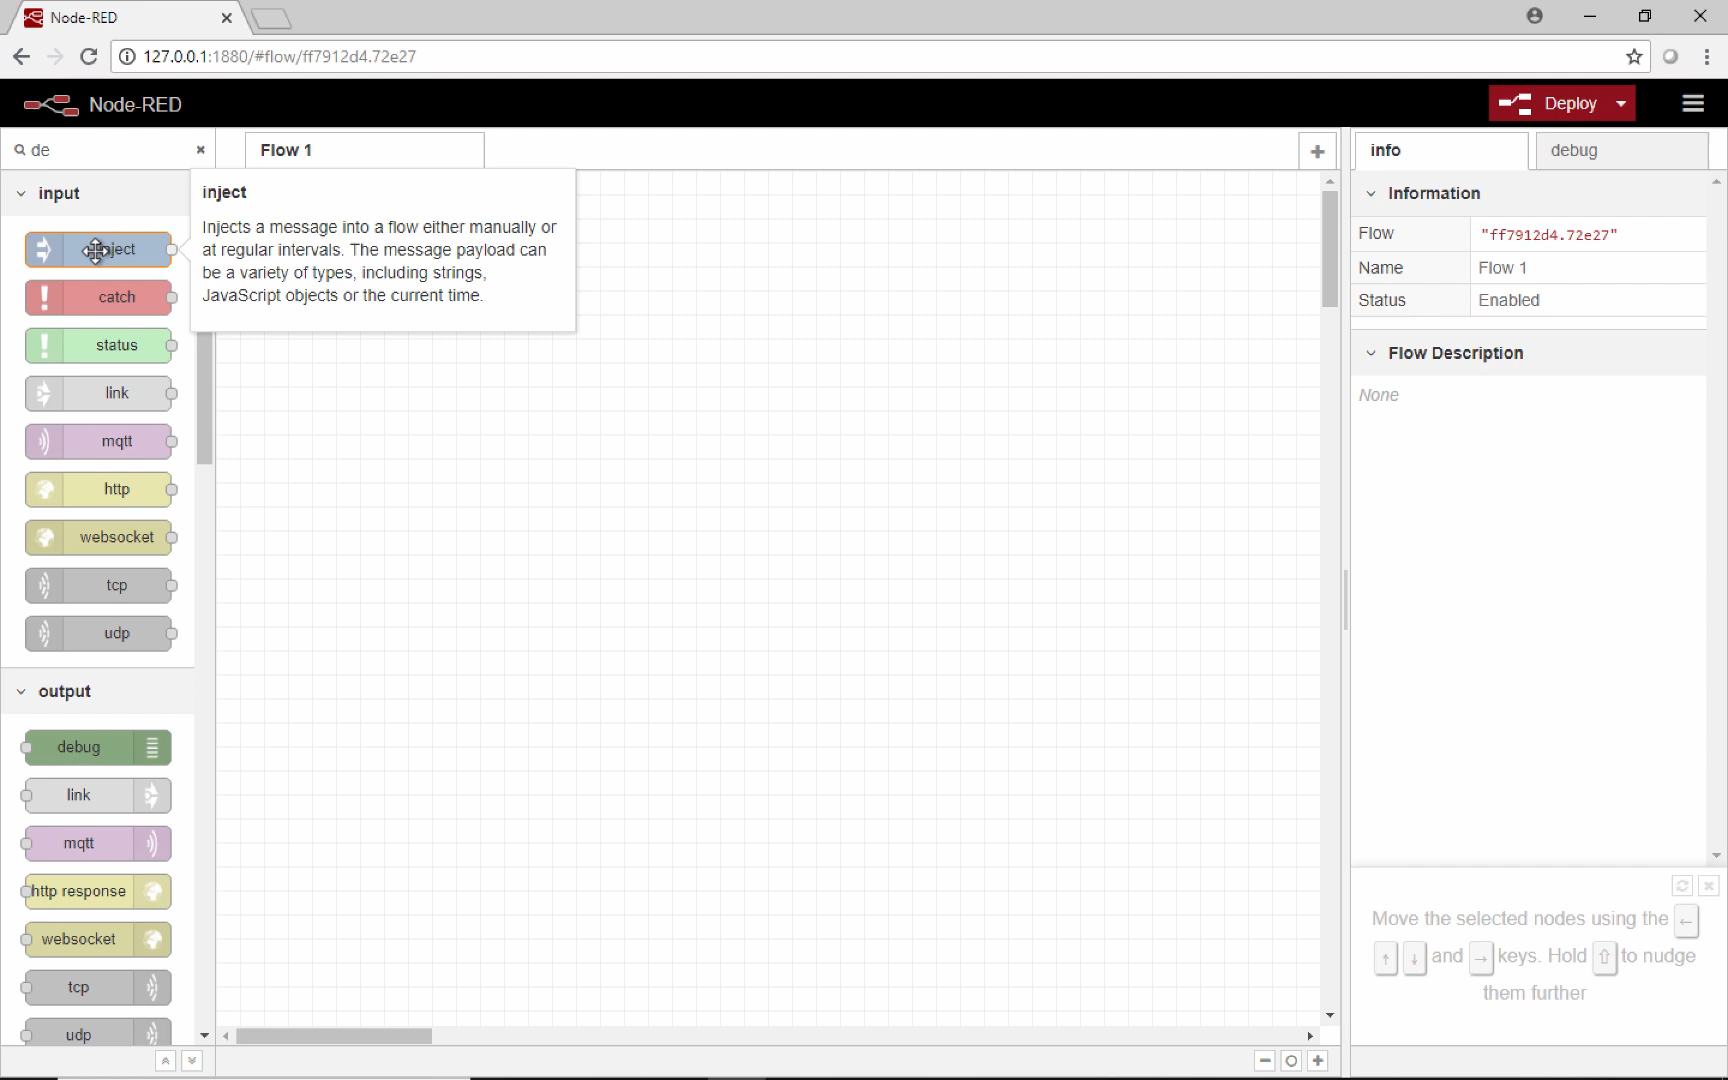 Node-RED
127.0.0.1:1880/#flow/ff7912d4.72e27
Node-RED
Deploy
de
Flow 1
info
debug
input
inject
Injects a message into a flow either manually or
at regular intervals. The message payload can
be a variety of types, including strings,
JavaScript objects or the current time.
catch
status
link
mqtt
http
websocket
tcp
udp
output
debug
link
mqtt
http response
websocket
tcp
udp
Information
Flow "ff7912d4.72e27"
Name Flow 1
Status Enabled
Flow Description
None
Move the selected nodes using the ←
↑ ↓ and → keys. Hold ⇧ to nudge
them further